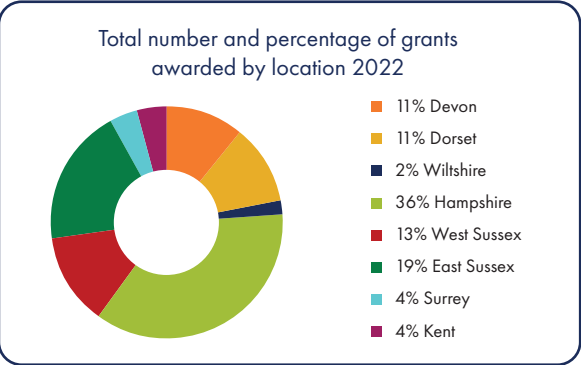 Total number and percentage of grants
awarded by location 2022
11% Devon
11% Dorset
2% Wiltshire
36% Hampshire
13% West Sussex
19% East Sussex
4% Surrey
4% Kent